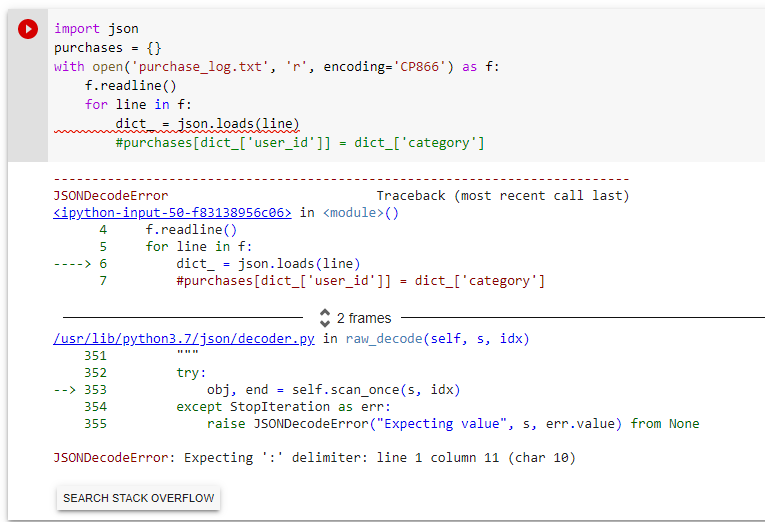 import json
purchases = {}
with open('purchase_log.txt', 'r', encoding='CP866') as f:
    f.readline()
    for line in f:
        dict_ = json.loads(line)
        #purchases[dict_['user_id']] = dict_['category']
---------------------------------------------------------------------------
JSONDecodeError                           Traceback (most recent call last)
<ipython-input-50-f83138956c06> in <module>()
      4     f.readline()
      5     for line in f:
----> 6         dict_ = json.loads(line)
      7         #purchases[dict_['user_id']] = dict_['category']
2 frames
/usr/lib/python3.7/json/decoder.py in raw_decode(self, s, idx)
    351         """
    352         try:
--> 353             obj, end = self.scan_once(s, idx)
    354         except StopIteration as err:
    355             raise JSONDecodeError("Expecting value", s, err.value) from None
JSONDecodeError: Expecting ':' delimiter: line 1 column 11 (char 10)
SEARCH STACK OVERFLOW